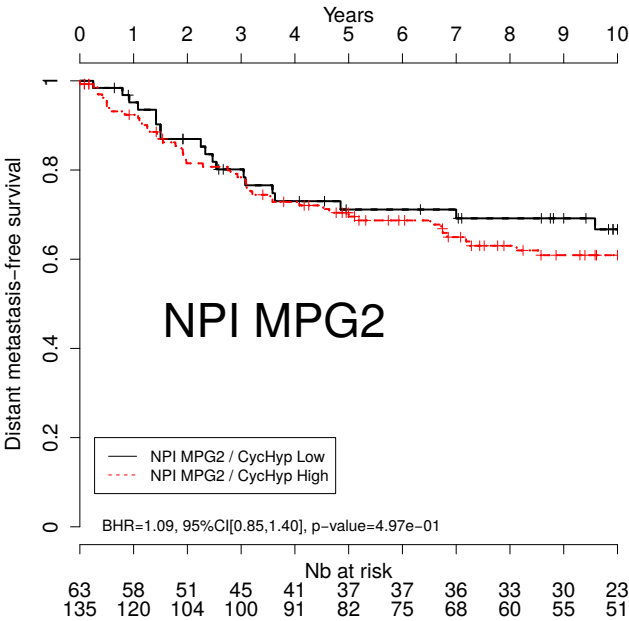 Years
0 1 2 3 4 5 6 7 8 9 10
Distant metastasis−free survival
1
0.8
0.6
0.4
0.2
0
NPI MPG2
NPI MPG2 / CycHyp Low
NPI MPG2 / CycHyp High
BHR=1.09, 95%CI[0.85,1.40], p−value=4.97e−01
Nb at risk
63 58 51 45 41 37 37 36 33 30 23
135 120 104 100 91 82 75 68 60 55 51